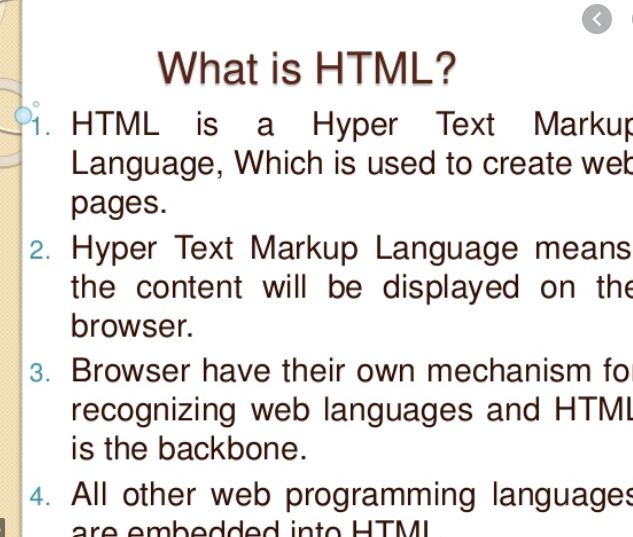 What is HTML?
1. HTML is a Hyper Text Markup
Language, Which is used to create web
pages.
2. Hyper Text Markup Language means
the content will be displayed on the
browser.
3. Browser have their own mechanism for
recognizing web languages and HTML
is the backbone.
4. All other web programming languages
are embedded into HTML